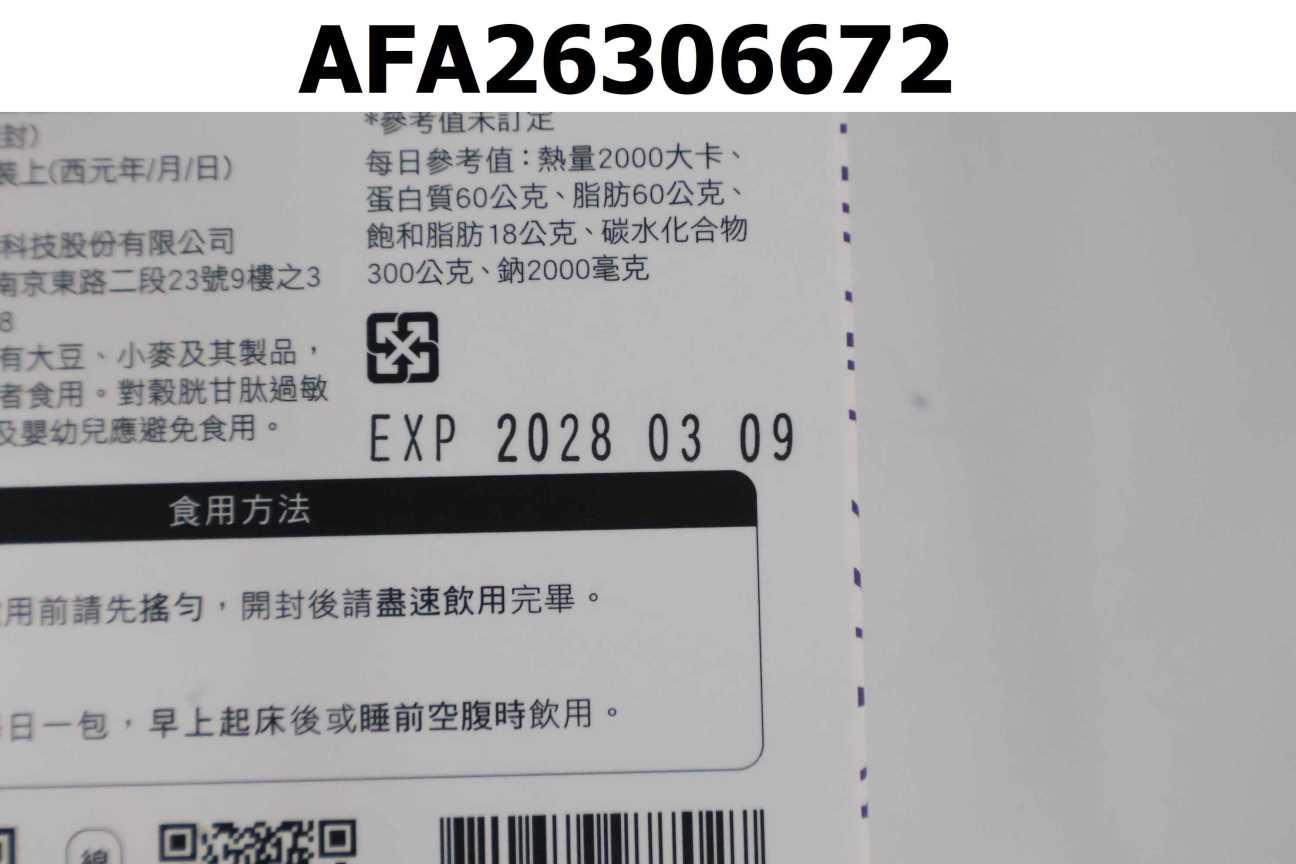 AFA26306672
封)
裝上(西元年/月/日)
科技股份有限公司
南京東路二段23號9樓之3
8
有大豆、小麥及其製品，
者食用。對穀胱甘肽過敏
及嬰幼兒應避免食用。
*參考值未訂定
每日參考值：熱量2000大卡、
蛋白質60公克、脂肪60公克、
飽和脂肪18公克、碳水化合物
300公克、鈉2000毫克
EXP 2028 03 09
食用方法
用前請先搖勻，開封後請盡速飲用完畢。
日一包，早上起床後或睡前空腹時飲用。